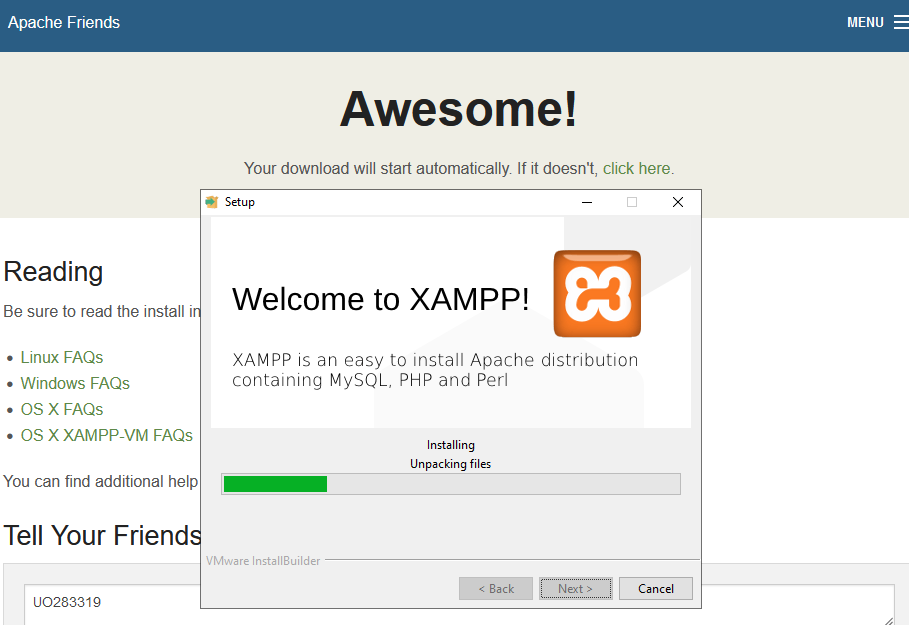 Apache Friends
MENU
Awesome!
Your download will start automatically. If it doesn't, click here.
Setup
Welcome to XAMPP!
XAMPP is an easy to install Apache distribution
containing MySQL, PHP and Perl
Installing
Unpacking files
VMware InstallBuilder
< Back
Next >
Cancel
Reading
Be sure to read the install in
• Linux FAQs
• Windows FAQs
• OS X FAQs
• OS X XAMPP-VM FAQs
You can find additional help
Tell Your Friends
UO283319